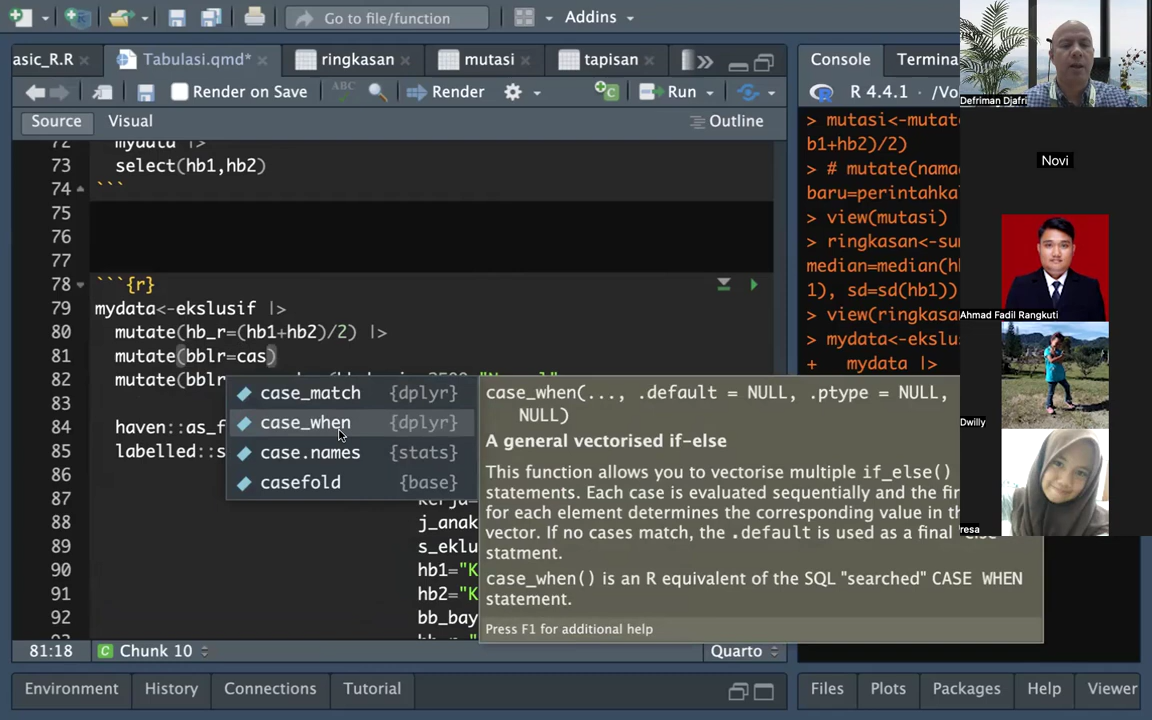 Go to file/function
Addins
asic_R.R
Tabulasi.qmd*
ringkasan
mutasi
tapisan
Console
Termina
Render on Save
ABC
Render
Run
R 4.4.1 · /Vo
Source
Visual
Outline
73 select(hb1,hb2)
74 ```
75
76
77
78 ```{r}
79 mydata<-ekslusif |>
80 mutate(hb_r=(hb1+hb2)/2) |>
81 mutate(bblr=cas)
82 mutate(bblr
83
84 haven::as_f
85 labelled::s
86
87
88 j_anak
89 s_eklu
90 hb1="K
91 hb2="K
92 bb_bay
case_match {dplyr}
case_when {dplyr}
case.names {stats}
casefold {base}
case_when(..., .default = NULL, .ptype = NULL,
NULL)
A general vectorised if-else
This function allows you to vectorise multiple if_else()
statements. Each case is evaluated sequentially and the fir
for each element determines the corresponding value in th
vector. If no cases match, the .default is used as a final
statment.
case_when() is an R equivalent of the SQL "searched" CASE WHEN
statement.
Press F1 for additional help
> mutasi<-mutat
b1+hb2)/2)
> # mutate(nama
baru=perintahka
> view(mutasi)
> ringkasan<-sum
median=median(h
1), sd=sd(hb1))
> view(ringkasa
> mydata<-eksl
+ mydata |>
81:18
Chunk 10
Quarto
Environment
History
Connections
Tutorial
Files
Plots
Packages
Help
Viewer
Defriman Djafri
Novi
Ahmad Fadil Rangkuti
Dwilly
resa